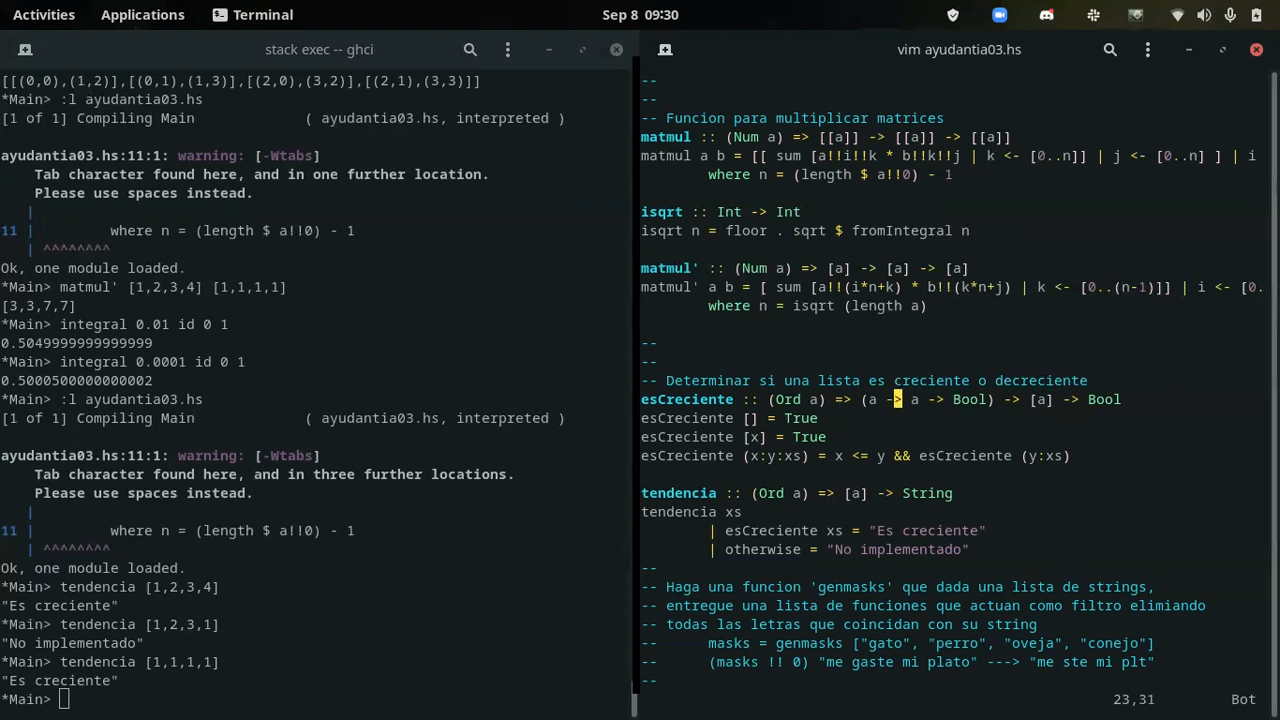 Activities Applications Terminal Sep 8 09:30
stack exec -- ghci
[[(0,0),(1,2)],[(0,1),(1,3)],[(2,0),(3,2)],[(2,1),(3,3)]]
*Main> :l ayudantia03.hs
[1 of 1] Compiling Main ( ayudantia03.hs, interpreted )
ayudantia03.hs:11:1: warning: [-Wtabs]
Tab character found here, and in one further location.
Please use spaces instead.
|
11 | where n = (length $ a!!0) - 1
| ^^^^^^^^
Ok, one module loaded.
*Main> matmul' [1,2,3,4] [1,1,1,1]
[3,3,7,7]
*Main> integral 0.01 id 0 1
0.5049999999999999
*Main> integral 0.0001 id 0 1
0.5000500000000002
*Main> :l ayudantia03.hs
[1 of 1] Compiling Main ( ayudantia03.hs, interpreted )
ayudantia03.hs:11:1: warning: [-Wtabs]
Tab character found here, and in three further locations.
Please use spaces instead.
|
11 | where n = (length $ a!!0) - 1
| ^^^^^^^^
Ok, one module loaded.
*Main> tendencia [1,2,3,4]
"Es creciente"
*Main> tendencia [1,2,3,1]
"No implementado"
*Main> tendencia [1,1,1,1]
"Es creciente"
*Main>
vim ayudantia03.hs
--
--
-- Funcion para multiplicar matrices
matmul :: (Num a) => [[a]] -> [[a]] -> [[a]]
matmul a b = [[ sum [a!!i!!k * b!!k!!j | k <- [0..n]] | j <- [0..n] ] | i
where n = (length $ a!!0) - 1
isqrt :: Int -> Int
isqrt n = floor . sqrt $ fromIntegral n
matmul' :: (Num a) => [a] -> [a] -> [a]
matmul' a b = [ sum [a!!(i*n+k) * b!!(k*n+j) | k <- [0..(n-1)]] | i <- [0.
where n = isqrt (length a)
--
--
-- Determinar si una lista es creciente o decreciente
esCreciente :: (Ord a) => (a -> a -> Bool) -> [a] -> Bool
esCreciente [] = True
esCreciente [x] = True
esCreciente (x:y:xs) = x <= y && esCreciente (y:xs)
tendencia :: (Ord a) => [a] -> String
tendencia xs
| esCreciente xs = "Es creciente"
| otherwise = "No implementado"
--
-- Haga una funcion 'genmasks' que dada una lista de strings,
-- entregue una lista de funciones que actuan como filtro elimiando
-- todas las letras que coincidan con su string
-- masks = genmasks ["gato", "perro", "oveja", "conejo"]
-- (masks !! 0) "me gaste mi plato" ---> "me ste mi plt"
--
23,31 Bot